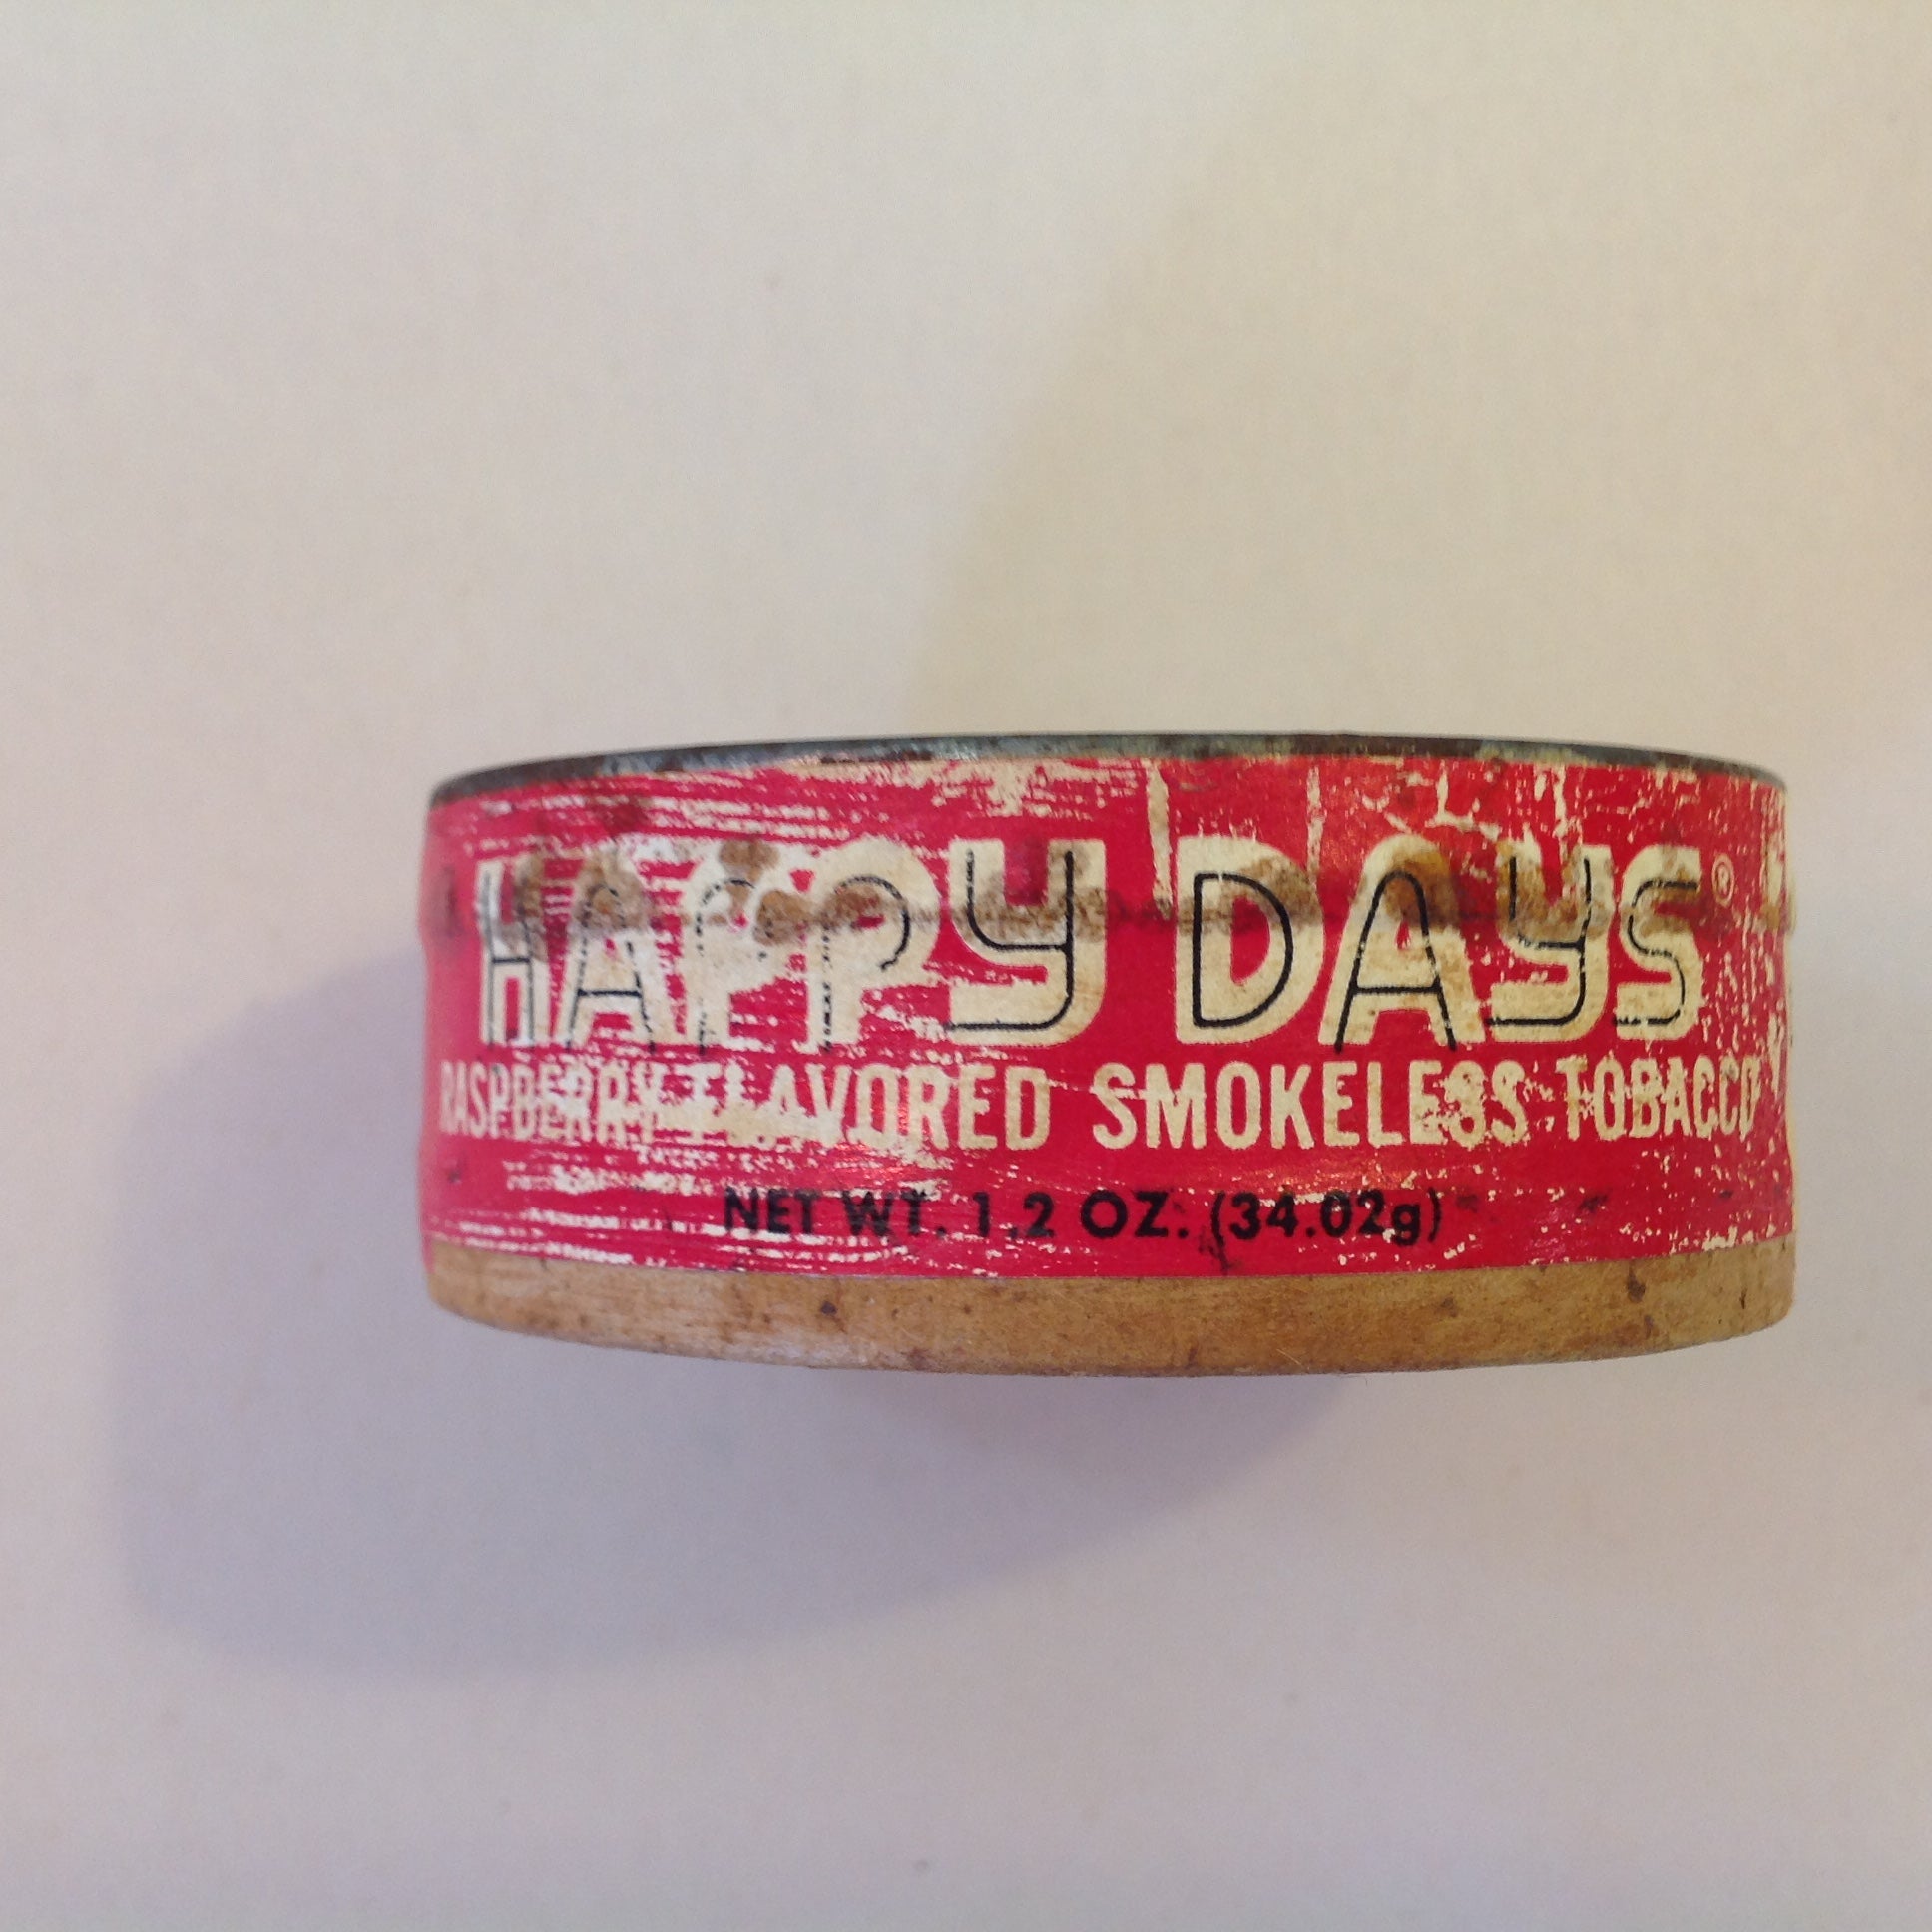 HAPPY DAYS®
RASPBERRY FLAVORED SMOKELESS TOBACCO
NET WT. 1.2 OZ. (34.02g)